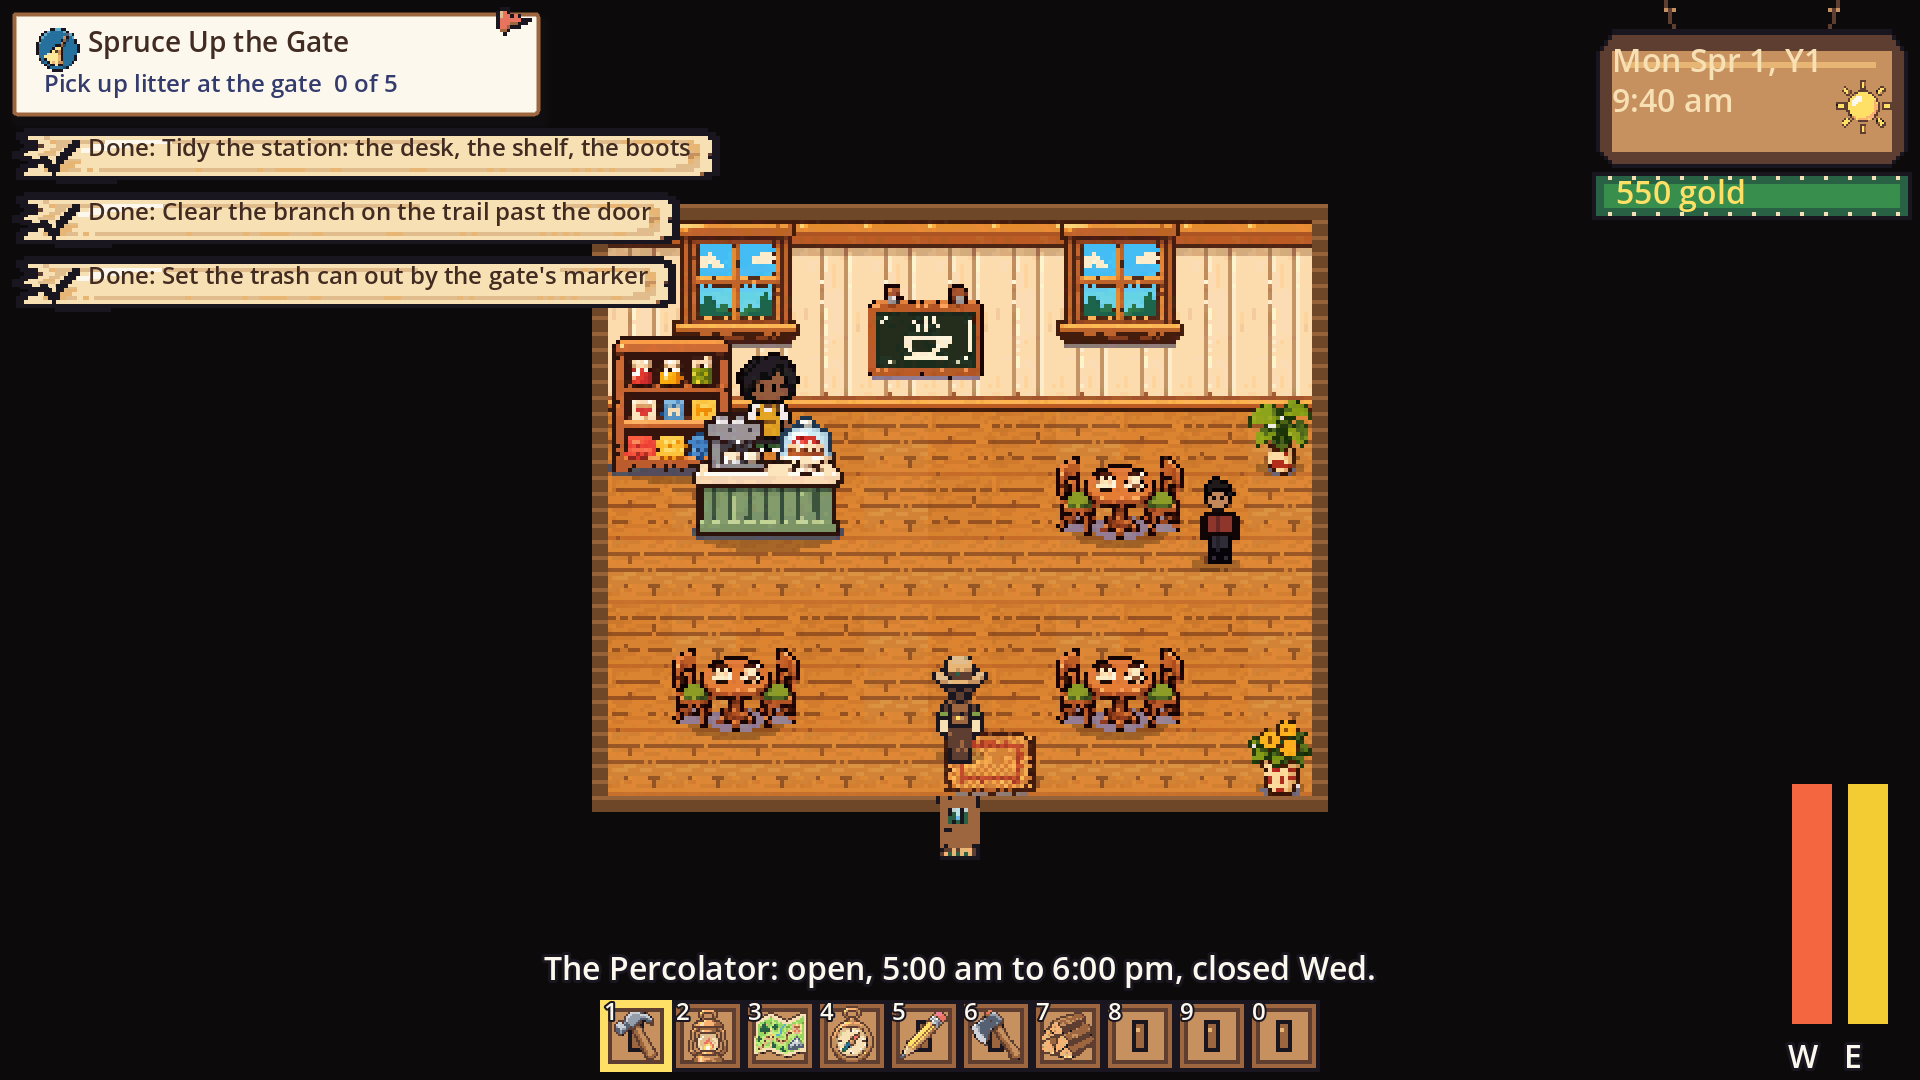 Spruce Up the Gate
Pick up litter at the gate 0 of 5
Done: Tidy the station: the desk, the shelf, the boots
Done: Clear the branch on the trail past the door
Done: Set the trash can out by the gate's marker
Mon Spr 1, Y1
9:40 am
550 gold
The Percolator: open, 5:00 am to 6:00 pm, closed Wed.
1 2 3 4 5 6 7 8 9 0
W E